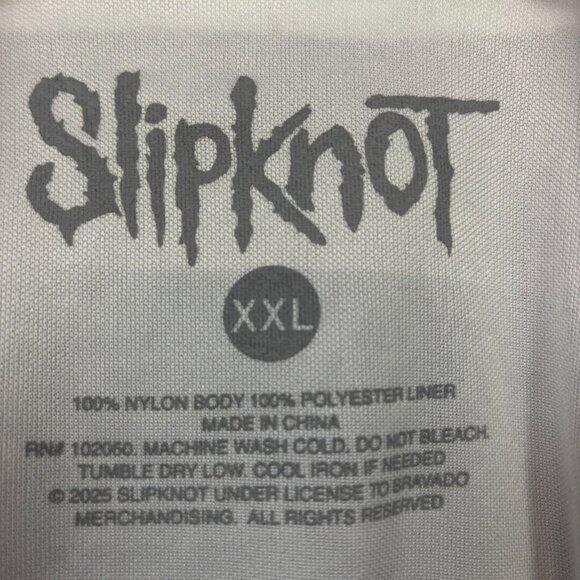 Slipknot
XXL
100% NYLON BODY 100% POLYESTER LINER
MADE IN CHINA
RN# 102060. MACHINE WASH COLD. DO NOT BLEACH.
TUMBLE DRY LOW. COOL IRON IF NEEDED
© 2025 SLIPKNOT UNDER LICENSE TO BRAVADO
MERCHANDISING. ALL RIGHTS RESERVED